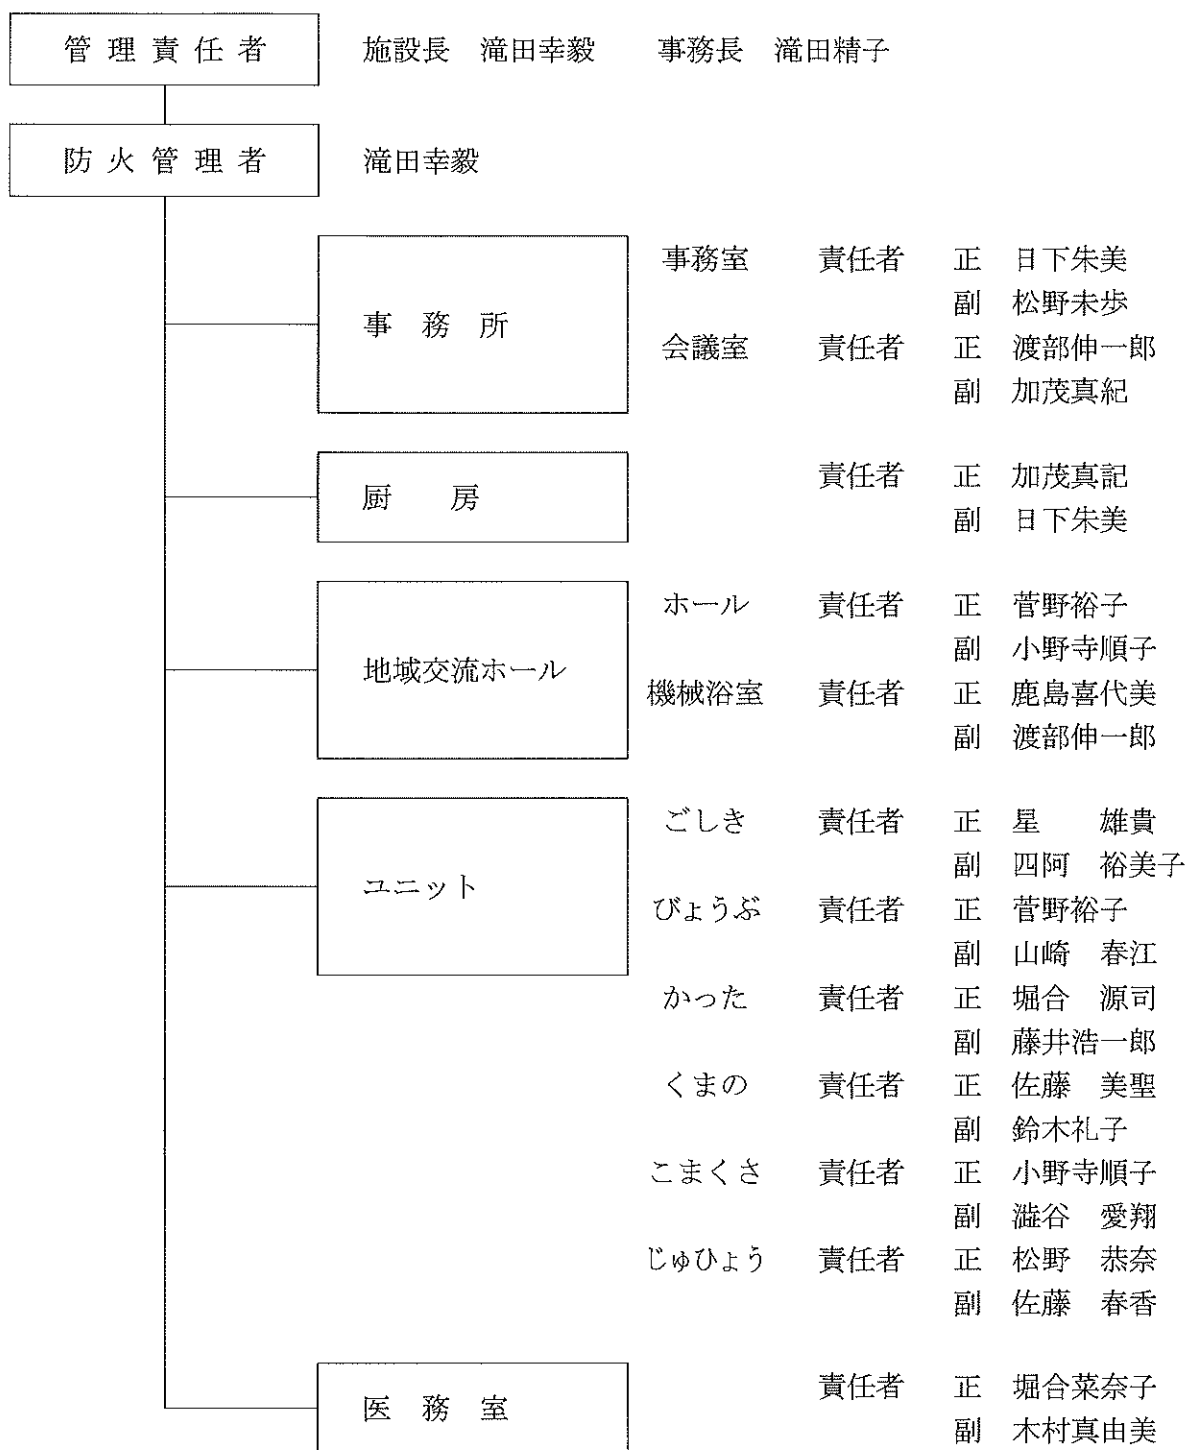 管理責任者　施設長　滝田幸毅　事務長　滝田精子
防火管理者　滝田幸毅
事務所　事務室　責任者　正　日下朱美
副　松野未歩
会議室　責任者　正　渡部伸一郎
副　加茂真紀
厨房　責任者　正　加茂真記
副　日下朱美
地域交流ホール　ホール　責任者　正　菅野裕子
副　小野寺順子
機械浴室　責任者　正　鹿島喜代美
副　渡部伸一郎
ユニット　ごしき　責任者　正　星　雄貴
副　四阿　裕美子
びょうぶ　責任者　正　菅野裕子
副　山崎　春江
かった　責任者　正　堀合　源司
副　藤井浩一郎
くまの　責任者　正　佐藤　美聖
副　鈴木礼子
こまくさ　責任者　正　小野寺順子
副　澁谷　愛翔
じゅひょう　責任者　正　松野　恭奈
副　佐藤　春香
医務室　責任者　正　堀合菜奈子
副　木村真由美